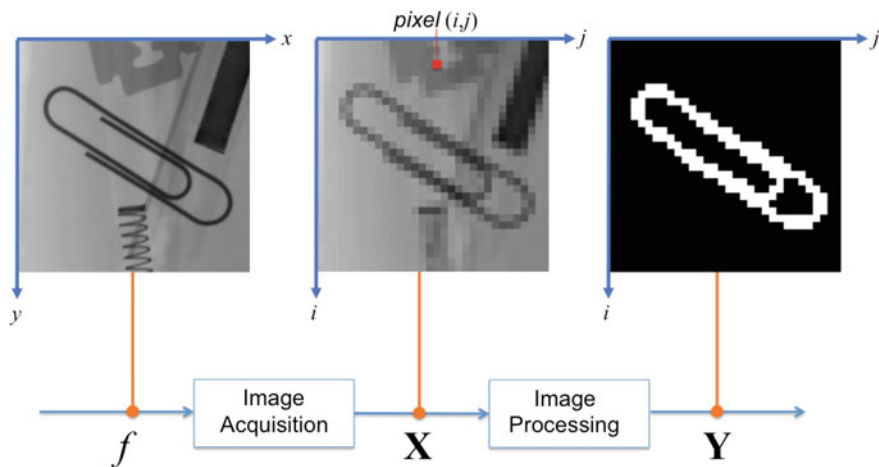 pixel (i,j)
x
j
j
y
i
i
Image
Acquisition
Image
Processing
f
X
Y